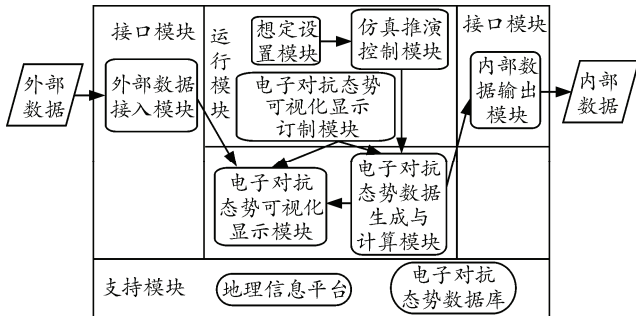 接口模块
运行模块
想定设
置模块
仿真推演
控制模块
接口模块
外部
数据
外部数据
接入模块
电子对抗态势
可视化显示
订制模块
内部数
据输出
模块
内部
数据
电子对抗
态势可视化
显示模块
电子对抗
态势数据
生成与
计算模块
支持模块
地理信息平台
电子对抗
态势数据库